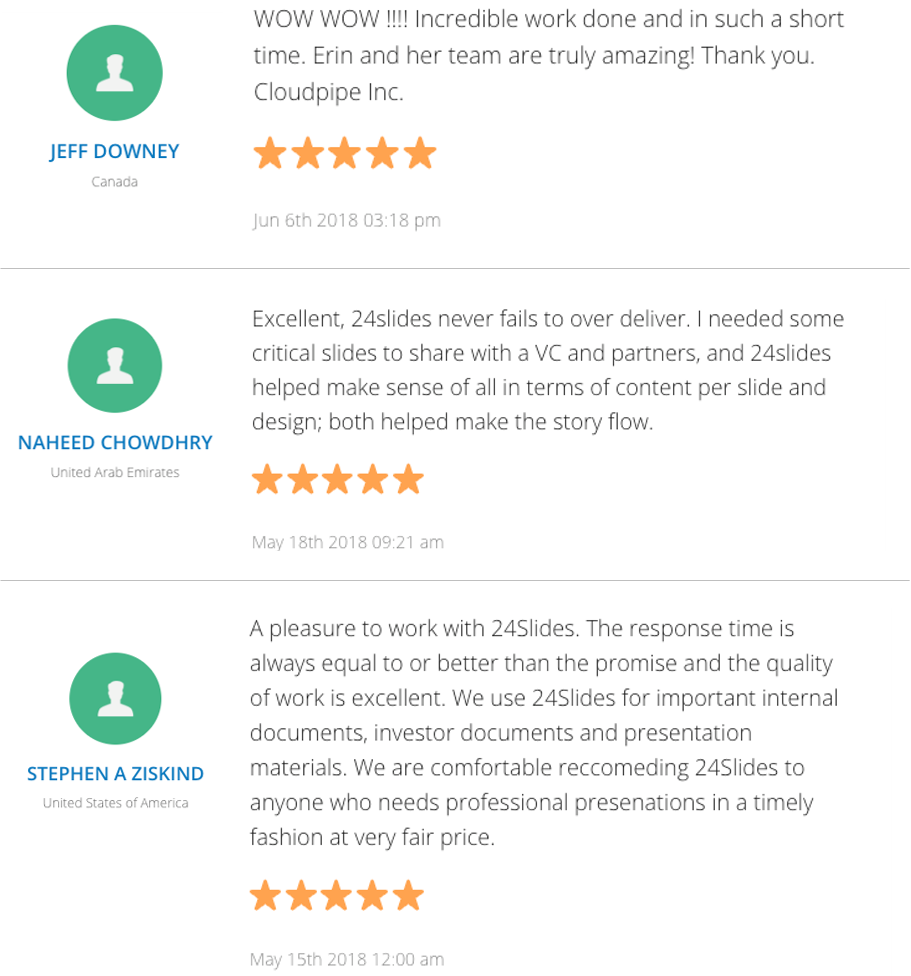 WOW WOW !!!! Incredible work done and in such a short
time. Erin and her team are truly amazing! Thank you.
Cloudpipe Inc.
JEFF DOWNEY
Canada
Jun 6th 2018 03:18 pm
Excellent, 24slides never fails to over deliver. I needed some
critical slides to share with a VC and partners, and 24slides
helped make sense of all in terms of content per slide and
design; both helped make the story flow.
NAHEED CHOWDHRY
United Arab Emirates
May 18th 2018 09:21 am
A pleasure to work with 24Slides. The response time is
always equal to or better than the promise and the quality
of work is excellent. We use 24Slides for important internal
documents, investor documents and presentation
materials. We are comfortable reccomeding 24Slides to
anyone who needs professional presenations in a timely
fashion at very fair price.
STEPHEN A ZISKIND
United States of America
May 15th 2018 12:00 am